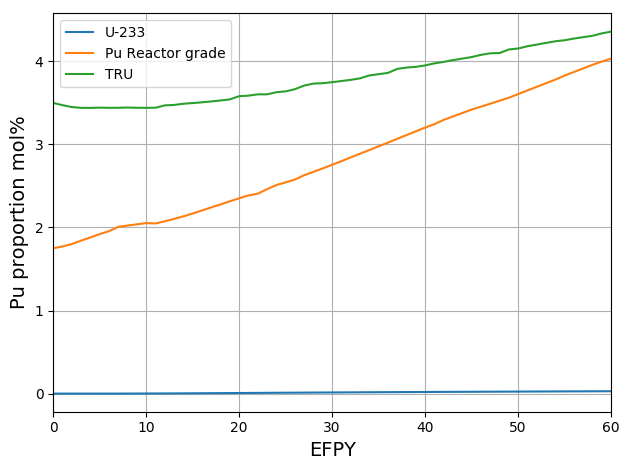 U-233
Pu Reactor grade
TRU
Pu proportion mol%
4
3
2
1
0
0 10 20 30 40 50 60
EFPY